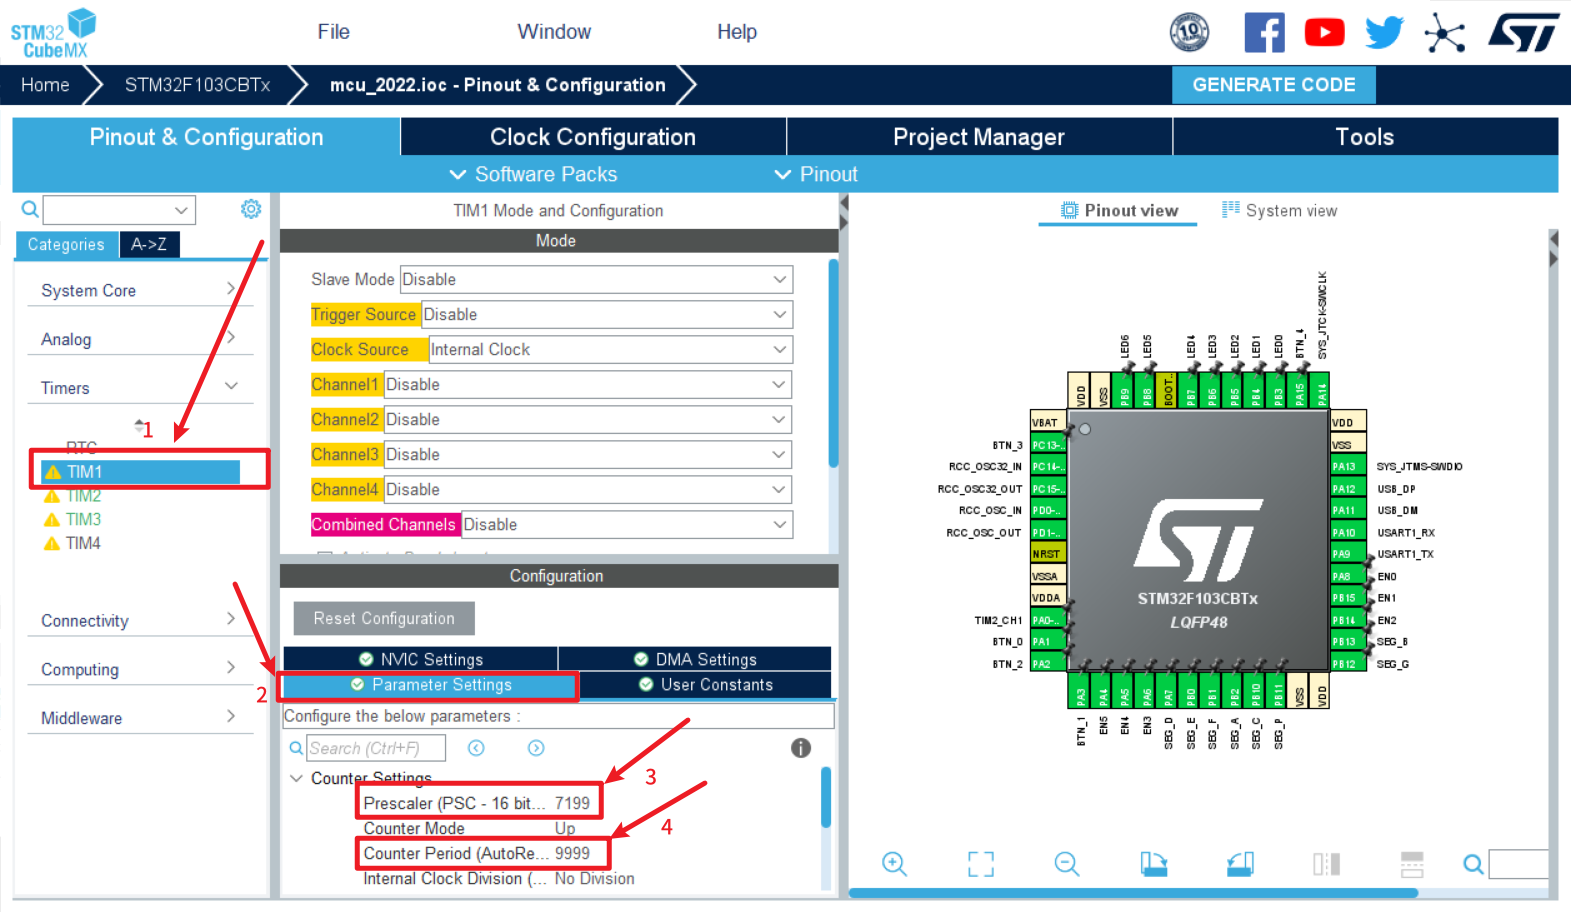 STM32
CubeMX
File
Window
Help
10
Home
STM32F103CBTx
mcu_2022.ioc - Pinout & Configuration
GENERATE CODE
Pinout & Configuration
Clock Configuration
Project Manager
Tools
Software Packs
Pinout
Categories
A->Z
System Core
Analog
Timers
1
RTC
TIM1
TIM2
TIM3
TIM4
Connectivity
Computing
Middleware
TIM1 Mode and Configuration
Mode
Slave Mode Disable
Trigger Source Disable
Clock Source Internal Clock
Channel1 Disable
Channel2 Disable
Channel3 Disable
Channel4 Disable
Combined Channels Disable
Configuration
Reset Configuration
NVIC Settings
DMA Settings
2
Parameter Settings
User Constants
Configure the below parameters :
Search (Ctrl+F)
Counter Settings
3
Prescaler (PSC - 16 bit... 7199
Counter Mode Up
4
Counter Period (AutoRe... 9999
Internal Clock Division (... No Division
Pinout view
System view
LED6
LED5
LED4
LED3
LED2
LED1
LED0
BTN_4
SYS_JTCK-SWCLK
VDD
VSS
PB9
PB8
BOOT..
PB7
PB6
PB5
PB4
PB3
PA15
PA14
VBAT
BTN_3 PC13-..
RCC_OSC32_IN PC14-..
RCC_OSC32_OUT PC15-..
RCC_OSC_IN PD0-..
RCC_OSC_OUT PD1-..
NRST
VSSA
VDDA
TIM2_CH1 PA0-..
BTN_0 PA1
BTN_2 PA2
STM32F103CBTx
LQFP48
VDD
VSS
PA13 SYS_JTMS-SWDIO
PA12 USB_DP
PA11 USB_DM
PA10 USART1_RX
PA9 USART1_TX
PA8 EN0
PB15 EN1
PB14 EN2
PB13 SEG_B
PB12 SEG_G
PA3
PA4
PA5
PA6
PA7
PB0
PB1
PB2
PB10
PB11
VSS
VDD
BTN_1
EN5
EN4
EN3
SEG_D
SEG_E
SEG_F
SEG_A
SEG_C
SEG_P